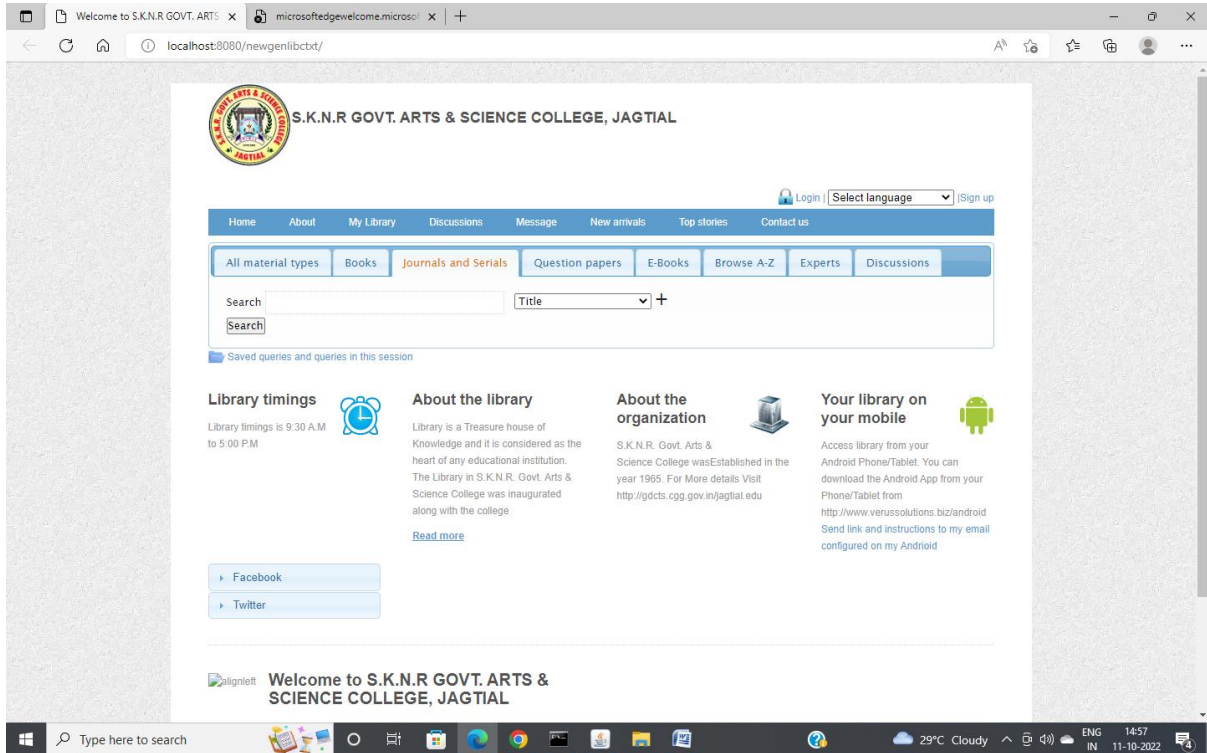 Welcome to S.K.N.R GOVT. ARTS
microsoftedgewelcome.microsof
localhost:8080/newgenlibctxt/
S.K.N.R. GOVT. ARTS & SCIENCE COLLEGE
JAGTIAL
S.K.N.R GOVT. ARTS & SCIENCE COLLEGE, JAGTIAL
Login | Select language |Sign up
Home About My Library Discussions Message New arrivals Top stories Contact us
All material types Books Journals and Serials Question papers E-Books Browse A-Z Experts Discussions
Search Title +
Search
Saved queries and queries in this session
Library timings
Library timings is 9:30 A.M
to 5:00 P.M
About the library
Library is a Treasure house of
Knowledge and it is considered as the
heart of any educational institution.
The Library in S.K.N.R. Govt. Arts &
Science College was inaugurated
along with the college
Read more
About the
organization
S.K.N.R. Govt. Arts &
Science College wasEstablished in the
year 1965. For More details Visit
http://gdcts.cgg.gov.in/jagtial.edu
Your library on
your mobile
Access library from your
Android Phone/Tablet. You can
download the Android App from your
Phone/Tablet from
http://www.verussolutions.biz/android
Send link and instructions to my email
configured on my Andrioid
Facebook
Twitter
alignleft
Welcome to S.K.N.R GOVT. ARTS &
SCIENCE COLLEGE, JAGTIAL
Type here to search
29°C Cloudy
ENG
IN
14:57
11-10-2022
4